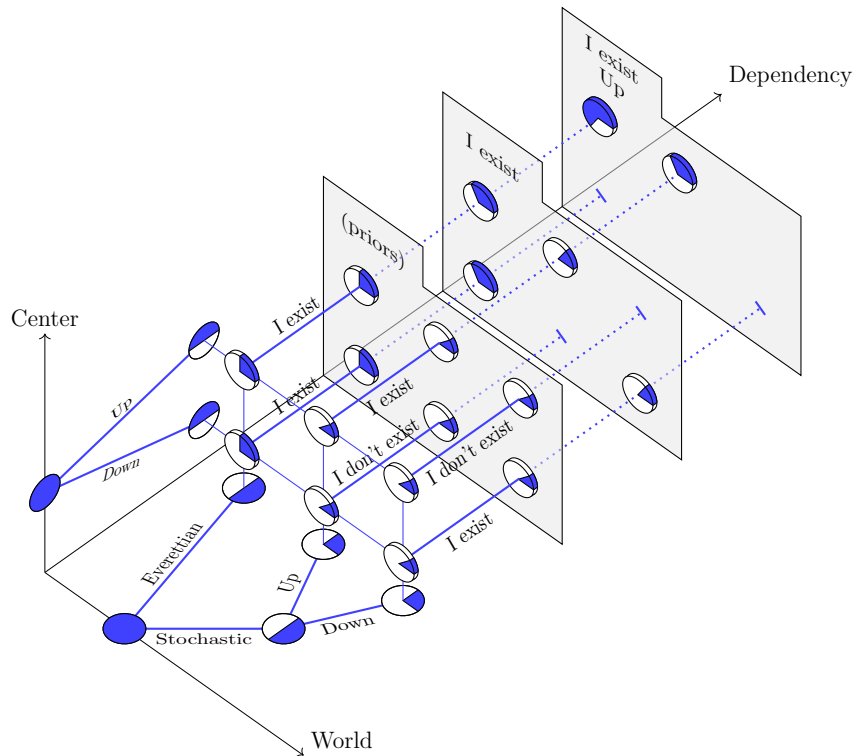 I exist
Up
Dependency
I exist
(priors)
Center
I exist
I exist
I exist
Up
Down
I don't exist
I don't exist
I exist
Everettian
Up
Stochastic
Down
World